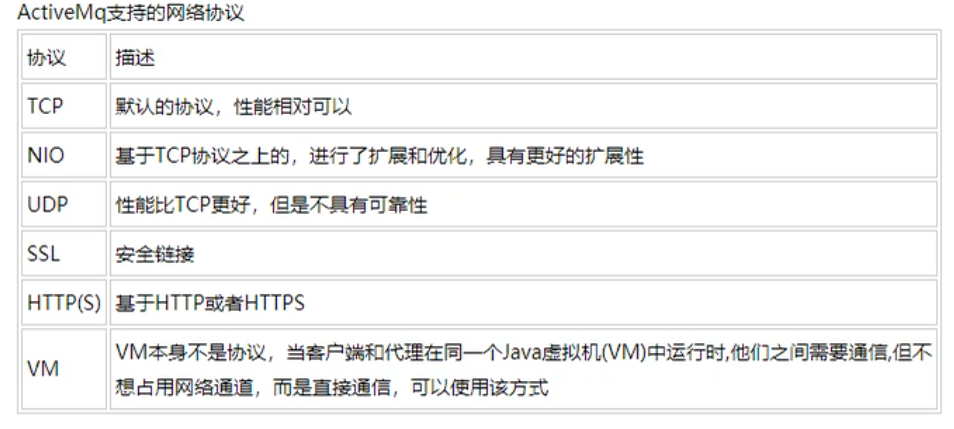 ActiveMq支持的网络协议
协议 描述
TCP 默认的协议，性能相对可以
NIO 基于TCP协议之上的，进行了扩展和优化，具有更好的扩展性
UDP 性能比TCP更好，但是不具有可靠性
SSL 安全链接
HTTP(S) 基于HTTP或者HTTPS
VM VM本身不是协议，当客户端和代理在同一个Java虚拟机(VM)中运行时,他们之间需要通信,但不
想占用网络通道，而是直接通信，可以使用该方式